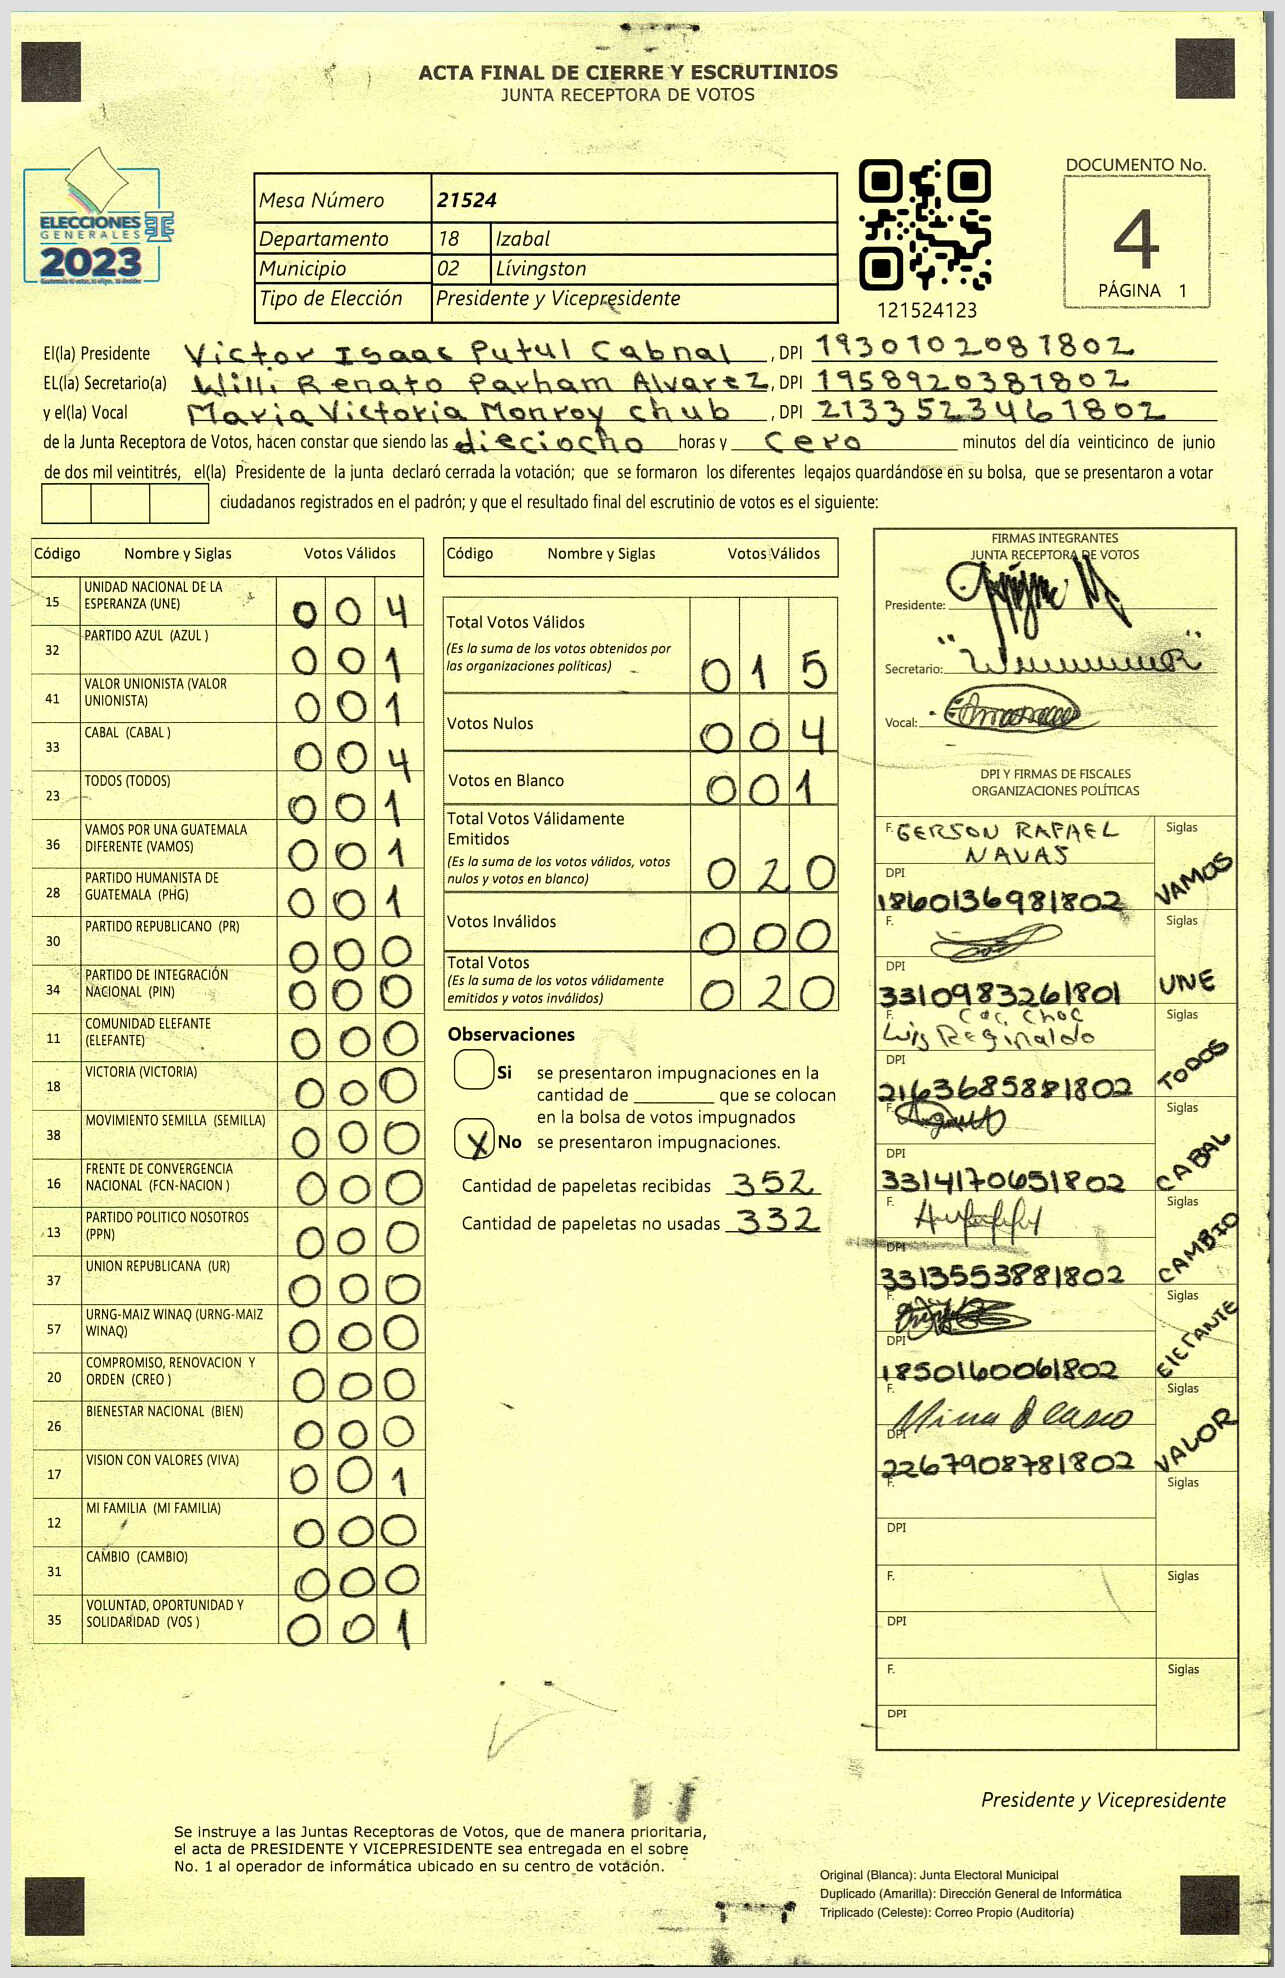 ACTA FINAL DE CIERRE Y ESCRUTINIOS
JUNTA RECEPTORA DE VOTOS
ELECCIONES
GENERALES
2023
Mesa Número 21524
Departamento 18 Izabal
Municipio 02 Lívingston
Tipo de Elección Presidente y Vicepresidente
121524123
DOCUMENTO No.
4
PÁGINA 1
El(la) Presidente Victor Isaac Putul Cabnal, DPI 1930102081802
EL(la) Secretario(a) Willi Renato Parham Alvarez, DPI 1958920381802
y el(la) Vocal Maria Victoria Monroy chub, DPI 2133523461802
de la Junta Receptora de Votos, hacen constar que siendo las dieciocho horas y cero minutos del día veinticinco de junio
de dos mil veintitrés, el(la) Presidente de la junta declaró cerrada la votación; que se formaron los diferentes legajos guardándose en su bolsa, que se presentaron a votar
ciudadanos registrados en el padrón; y que el resultado final del escrutinio de votos es el siguiente:
Código Nombre y Siglas Votos Válidos
15 UNIDAD NACIONAL DE LA
ESPERANZA (UNE) 0 0 4
32 PARTIDO AZUL (AZUL ) 0 0 1
41 VALOR UNIONISTA (VALOR
UNIONISTA) 0 0 1
33 CABAL (CABAL ) 0 0 4
23 TODOS (TODOS) 0 0 1
36 VAMOS POR UNA GUATEMALA
DIFERENTE (VAMOS) 0 0 1
28 PARTIDO HUMANISTA DE
GUATEMALA (PHG) 0 0 1
30 PARTIDO REPUBLICANO (PR) 0 0 0
34 PARTIDO DE INTEGRACIÓN
NACIONAL (PIN) 0 0 0
11 COMUNIDAD ELEFANTE
(ELEFANTE) 0 0 0
18 VICTORIA (VICTORIA) 0 0 0
38 MOVIMIENTO SEMILLA (SEMILLA) 0 0 0
16 FRENTE DE CONVERGENCIA
NACIONAL (FCN-NACION ) 0 0 0
13 PARTIDO POLITICO NOSOTROS
(PPN) 0 0 0
37 UNION REPUBLICANA (UR) 0 0 0
57 URNG-MAIZ WINAQ (URNG-MAIZ
WINAQ) 0 0 0
20 COMPROMISO, RENOVACION Y
ORDEN (CREO ) 0 0 0
26 BIENESTAR NACIONAL (BIEN) 0 0 0
17 VISION CON VALORES (VIVA) 0 0 1
12 MI FAMILIA (MI FAMILIA) 0 0 0
31 CAMBIO (CAMBIO) 0 0 0
35 VOLUNTAD, OPORTUNIDAD Y
SOLIDARIDAD (VOS ) 0 0 1
Código Nombre y Siglas Votos Válidos
Total Votos Válidos
(Es la suma de los votos obtenidos por
las organizaciones políticas) 0 1 5
Votos Nulos 0 0 4
Votos en Blanco 0 0 1
Total Votos Válidamente
Emitidos
(Es la suma de los votos válidos, votos
nulos y votos en blanco) 0 2 0
Votos Inválidos 0 0 0
Total Votos
(Es la suma de los votos válidamente
emitidos y votos inválidos) 0 2 0
Observaciones
Si se presentaron impugnaciones en la
cantidad de ________ que se colocan
en la bolsa de votos impugnados
X No se presentaron impugnaciones.
Cantidad de papeletas recibidas 352
Cantidad de papeletas no usadas 332
FIRMAS INTEGRANTES
JUNTA RECEPTORA DE VOTOS
Presidente:
Secretario:
Vocal:
DPI Y FIRMAS DE FISCALES
ORGANIZACIONES POLÍTICAS
F. GERSON RAFAEL Siglas
NAVAS
DPI
1860136981802 VAMOS
F. Siglas
DPI
3310983261801 UNE
F. Coc, Choc Siglas
Luis Reginaldo
DPI
2163685881802 TODOS
F. Siglas
DPI
3314170651802 CABAL
F. Siglas
DPI
3313553881802 CAMBIO
F. Siglas
DPI
1850160061802 ElEFANTE
F. Siglas
DPI
2267908781802 VALOR
F. Siglas
DPI
F. Siglas
DPI
F. Siglas
DPI
Presidente y Vicepresidente
Se instruye a las Juntas Receptoras de Votos, que de manera prioritaria,
el acta de PRESIDENTE Y VICEPRESIDENTE sea entregada en el sobre
No. 1 al operador de informática ubicado en su centro de votación.
Original (Blanca): Junta Electoral Municipal
Duplicado (Amarilla): Dirección General de Informática
Triplicado (Celeste): Correo Propio (Auditoría)